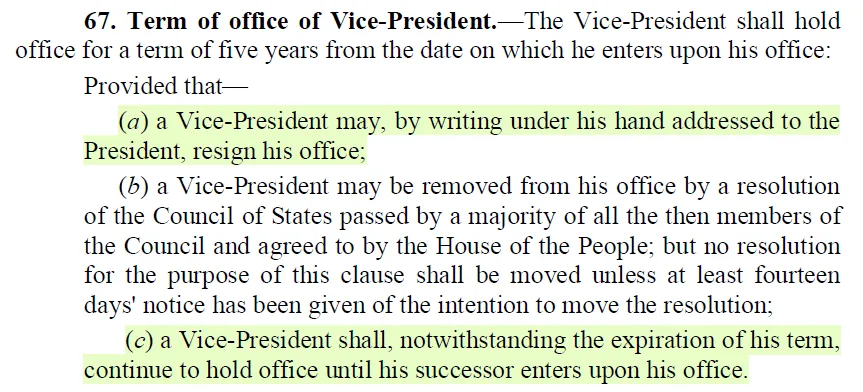 67. Term of office of Vice-President.—The Vice-President shall hold
office for a term of five years from the date on which he enters upon his office:
Provided that—
(a) a Vice-President may, by writing under his hand addressed to the
President, resign his office;
(b) a Vice-President may be removed from his office by a resolution
of the Council of States passed by a majority of all the then members of
the Council and agreed to by the House of the People; but no resolution
for the purpose of this clause shall be moved unless at least fourteen
days' notice has been given of the intention to move the resolution;
(c) a Vice-President shall, notwithstanding the expiration of his term,
continue to hold office until his successor enters upon his office.